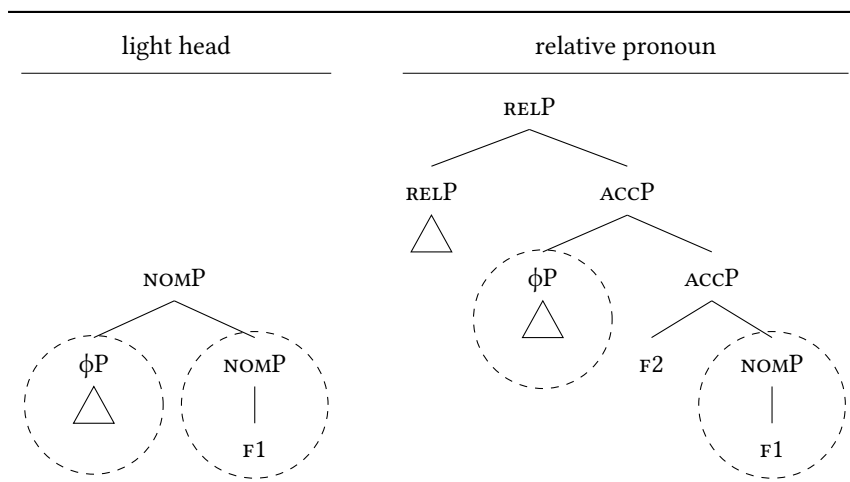 light head relative pronoun
RELP
RELP ACCP
NOMP ϕP ACCP
ϕP NOMP F2 NOMP
F1 F1